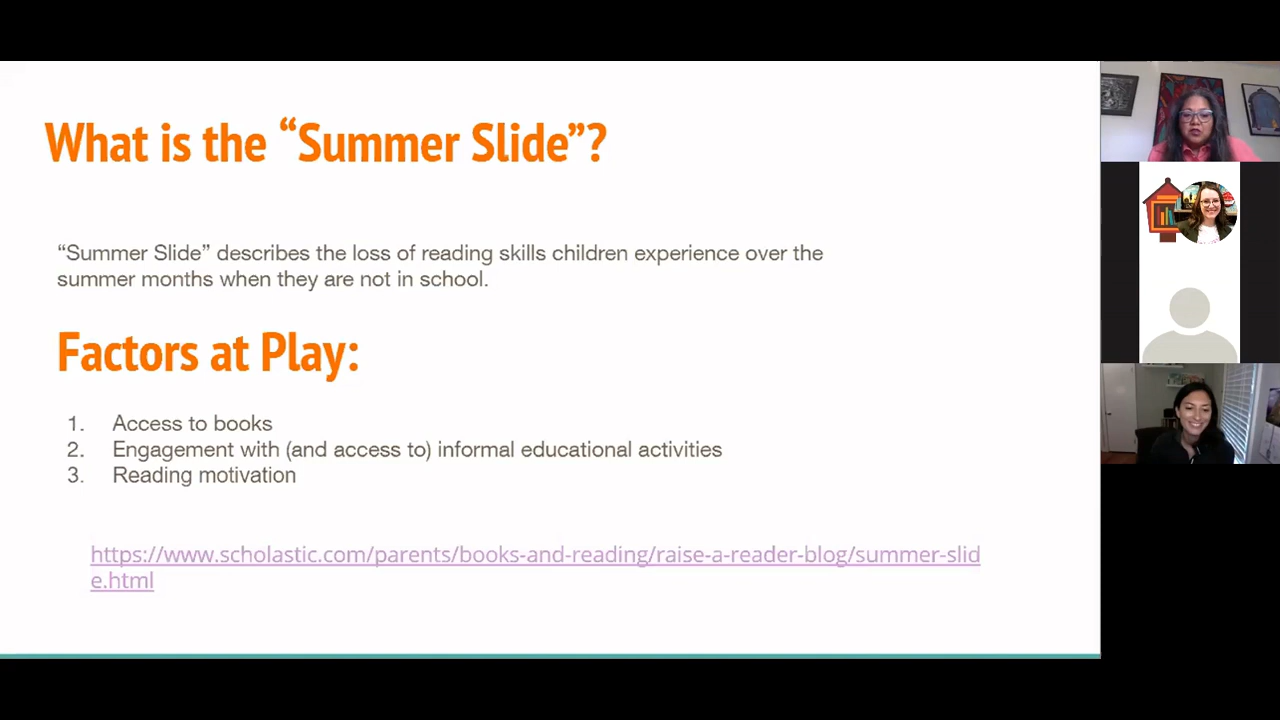 What is the “Summer Slide”?
“Summer Slide” describes the loss of reading skills children experience over the
summer months when they are not in school.
Factors at Play:
1. Access to books
2. Engagement with (and access to) informal educational activities
3. Reading motivation
https://www.scholastic.com/parents/books-and-reading/raise-a-reader-blog/summer-slid
e.html